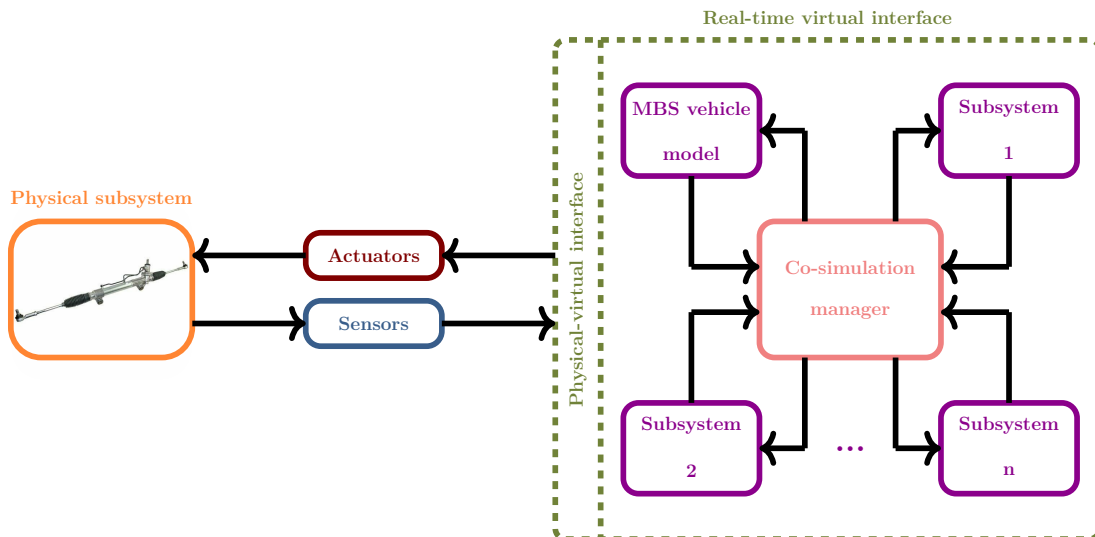 Real-time virtual interface
MBS vehicle
model
Subsystem
1
Physical subsystem
Actuators
Sensors
Physical-virtual interface
Co-simulation
manager
Subsystem
2
...
Subsystem
n